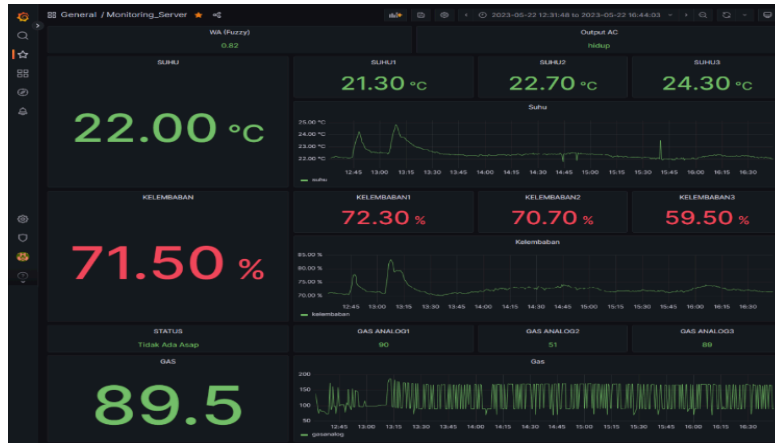 General / Monitoring_Server
2023-05-22 12:31:48 to 2023-05-22 16:44:03
WA (Fuzzy)
0.82
Output AC
hidup
SUHU
22.00 °C
SUHU1
21.30 °C
SUHU2
22.70 °C
SUHU3
24.30 °C
Suhu
25.00 °C
24.00 °C
23.00 °C
22.00 °C
12:45 13:00 13:15 13:30 13:45 14:00 14:15 14:30 14:45 15:00 15:15 15:30 15:45 16:00 16:15 16:30
suhu
KELEMBABAN
71.50 %
KELEMBABAN1
72.30 %
KELEMBABAN2
70.70 %
KELEMBABAN3
59.50 %
Kelembaban
85.00 %
80.00 %
75.00 %
70.00 %
12:45 13:00 13:15 13:30 13:45 14:00 14:15 14:30 14:45 15:00 15:15 15:30 15:45 16:00 16:15 16:30
kelembaban
STATUS
Tidak Ada Asap
GAS ANALOG1
90
GAS ANALOG2
51
GAS ANALOG3
89
GAS
89.5
Gas
200
150
100
50
12:45 13:00 13:15 13:30 13:45 14:00 14:15 14:30 14:45 15:00 15:15 15:30 15:45 16:00 16:15 16:30
gasanalog